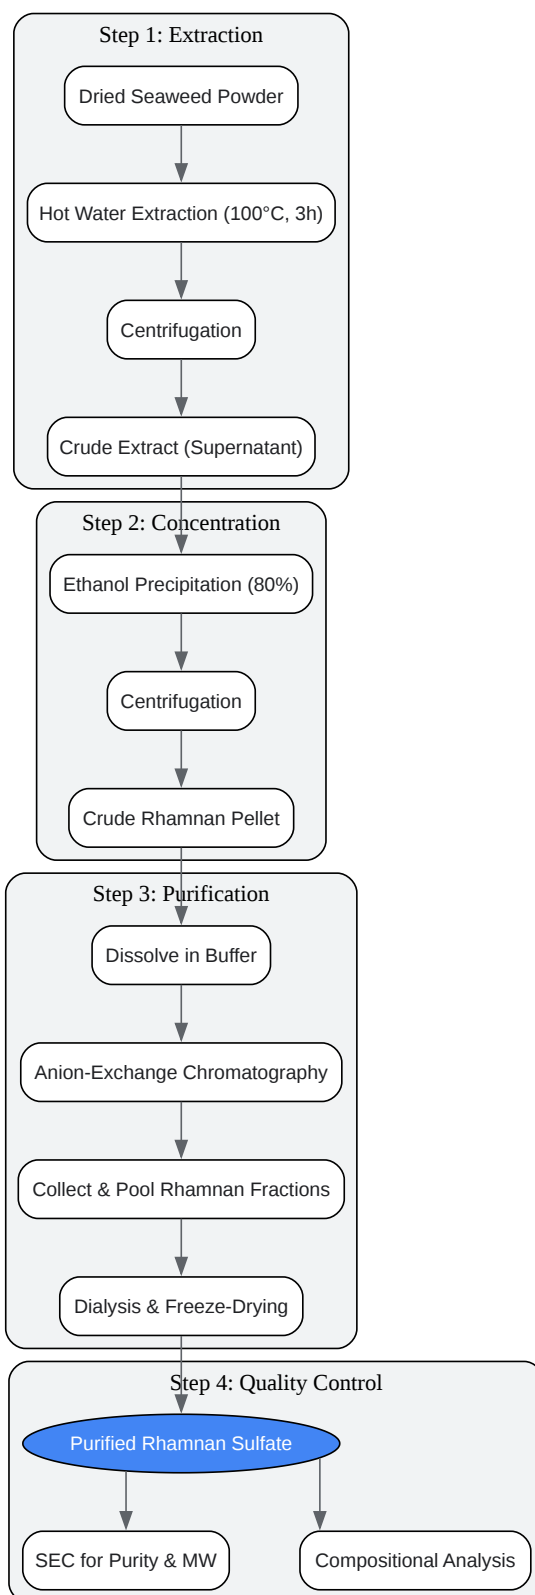 Step 1: Extraction
Dried Seaweed Powder
Hot Water Extraction (100°C, 3h)
Centrifugation
Crude Extract (Supernatant)
Step 2: Concentration
Ethanol Precipitation (80%)
Centrifugation
Crude Rhamnan Pellet
Step 3: Purification
Dissolve in Buffer
Anion-Exchange Chromatography
Collect & Pool Rhamnan Fractions
Dialysis & Freeze-Drying
Step 4: Quality Control
Purified Rhamnan Sulfate
SEC for Purity & MW
Compositional Analysis